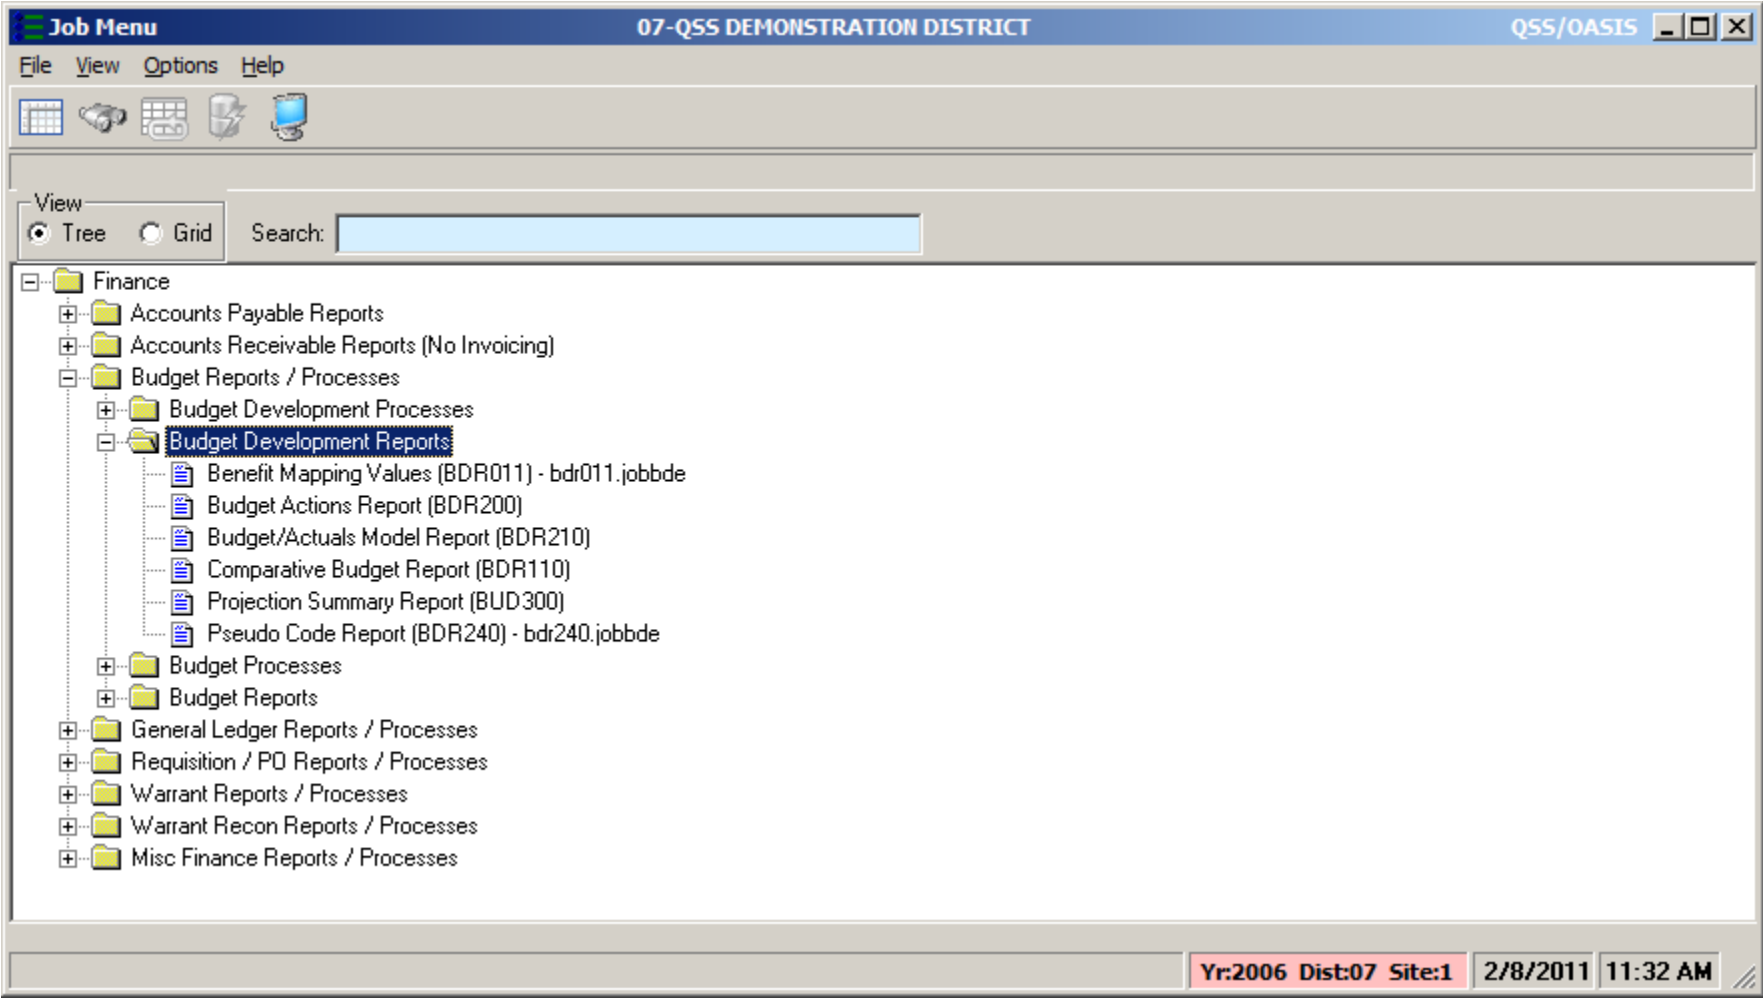 Job Menu 07-QSS DEMONSTRATION DISTRICT QSS/OASIS
File View Options Help
View
Tree Grid Search:
Finance
Accounts Payable Reports
Accounts Receivable Reports (No Invoicing)
Budget Reports / Processes
Budget Development Processes
Budget Development Reports
Benefit Mapping Values (BDR011) - bdr011.jobbde
Budget Actions Report (BDR200)
Budget/Actuals Model Report (BDR210)
Comparative Budget Report (BDR110)
Projection Summary Report (BUD300)
Pseudo Code Report (BDR240) - bdr240.jobbde
Budget Processes
Budget Reports
General Ledger Reports / Processes
Requisition / PO Reports / Processes
Warrant Reports / Processes
Warrant Recon Reports / Processes
Misc Finance Reports / Processes
Yr:2006 Dist:07 Site:1 2/8/2011 11:32 AM